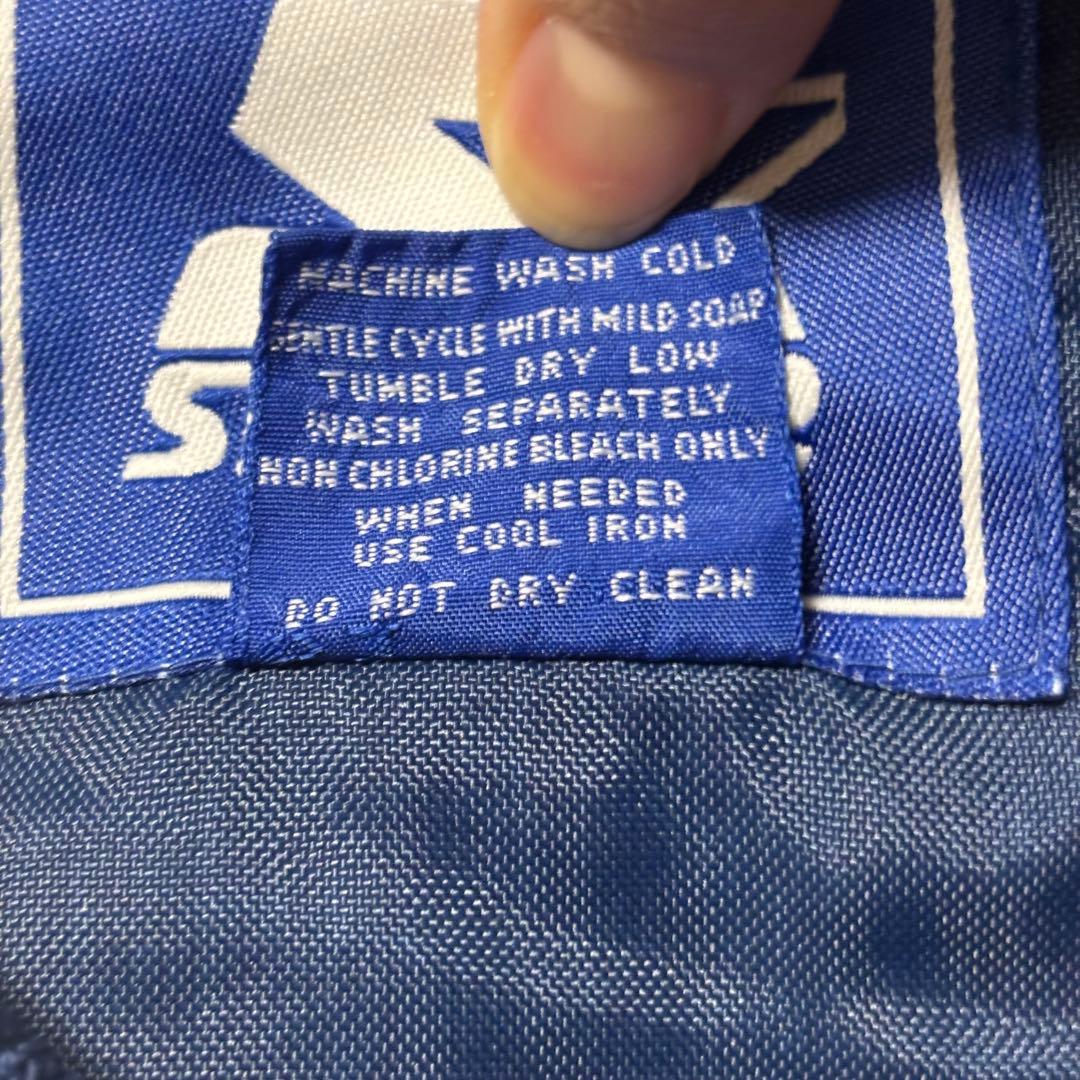 MACHINE WASH COLD
GENTLE CYCLE WITH MILD SOAP
TUMBLE DRY LOW
WASH SEPARATELY
NON CHLORINE BLEACH ONLY
WHEN NEEDED
USE COOL IRON
DO NOT DRY CLEAN